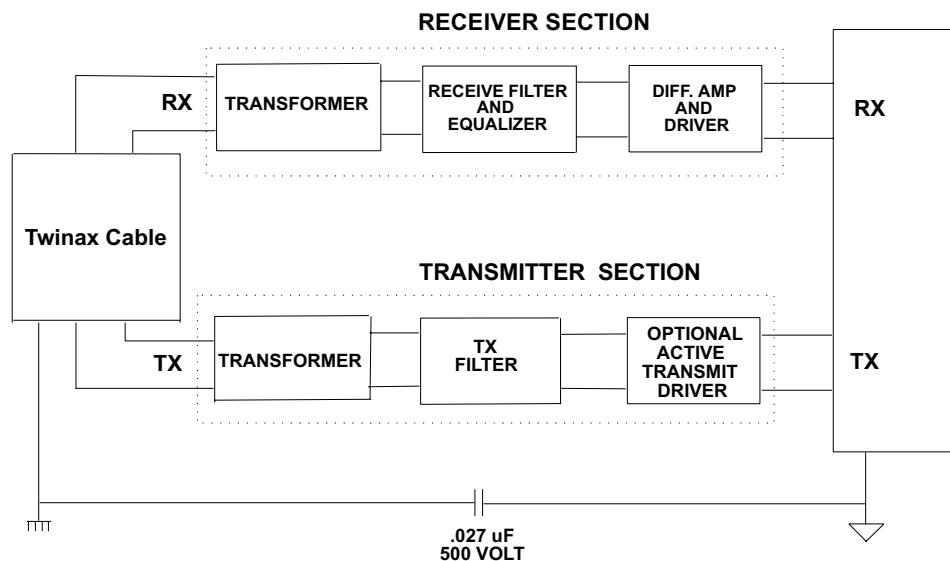 RECEIVER SECTION
RX
TRANSFORMER
RECEIVE FILTER
AND
EQUALIZER
DIFF. AMP
AND
DRIVER
RX
Twinax Cable
TRANSMITTER SECTION
TX
TRANSFORMER
TX
FILTER
OPTIONAL
ACTIVE
TRANSMIT
DRIVER
TX
.027 uF
500 VOLT